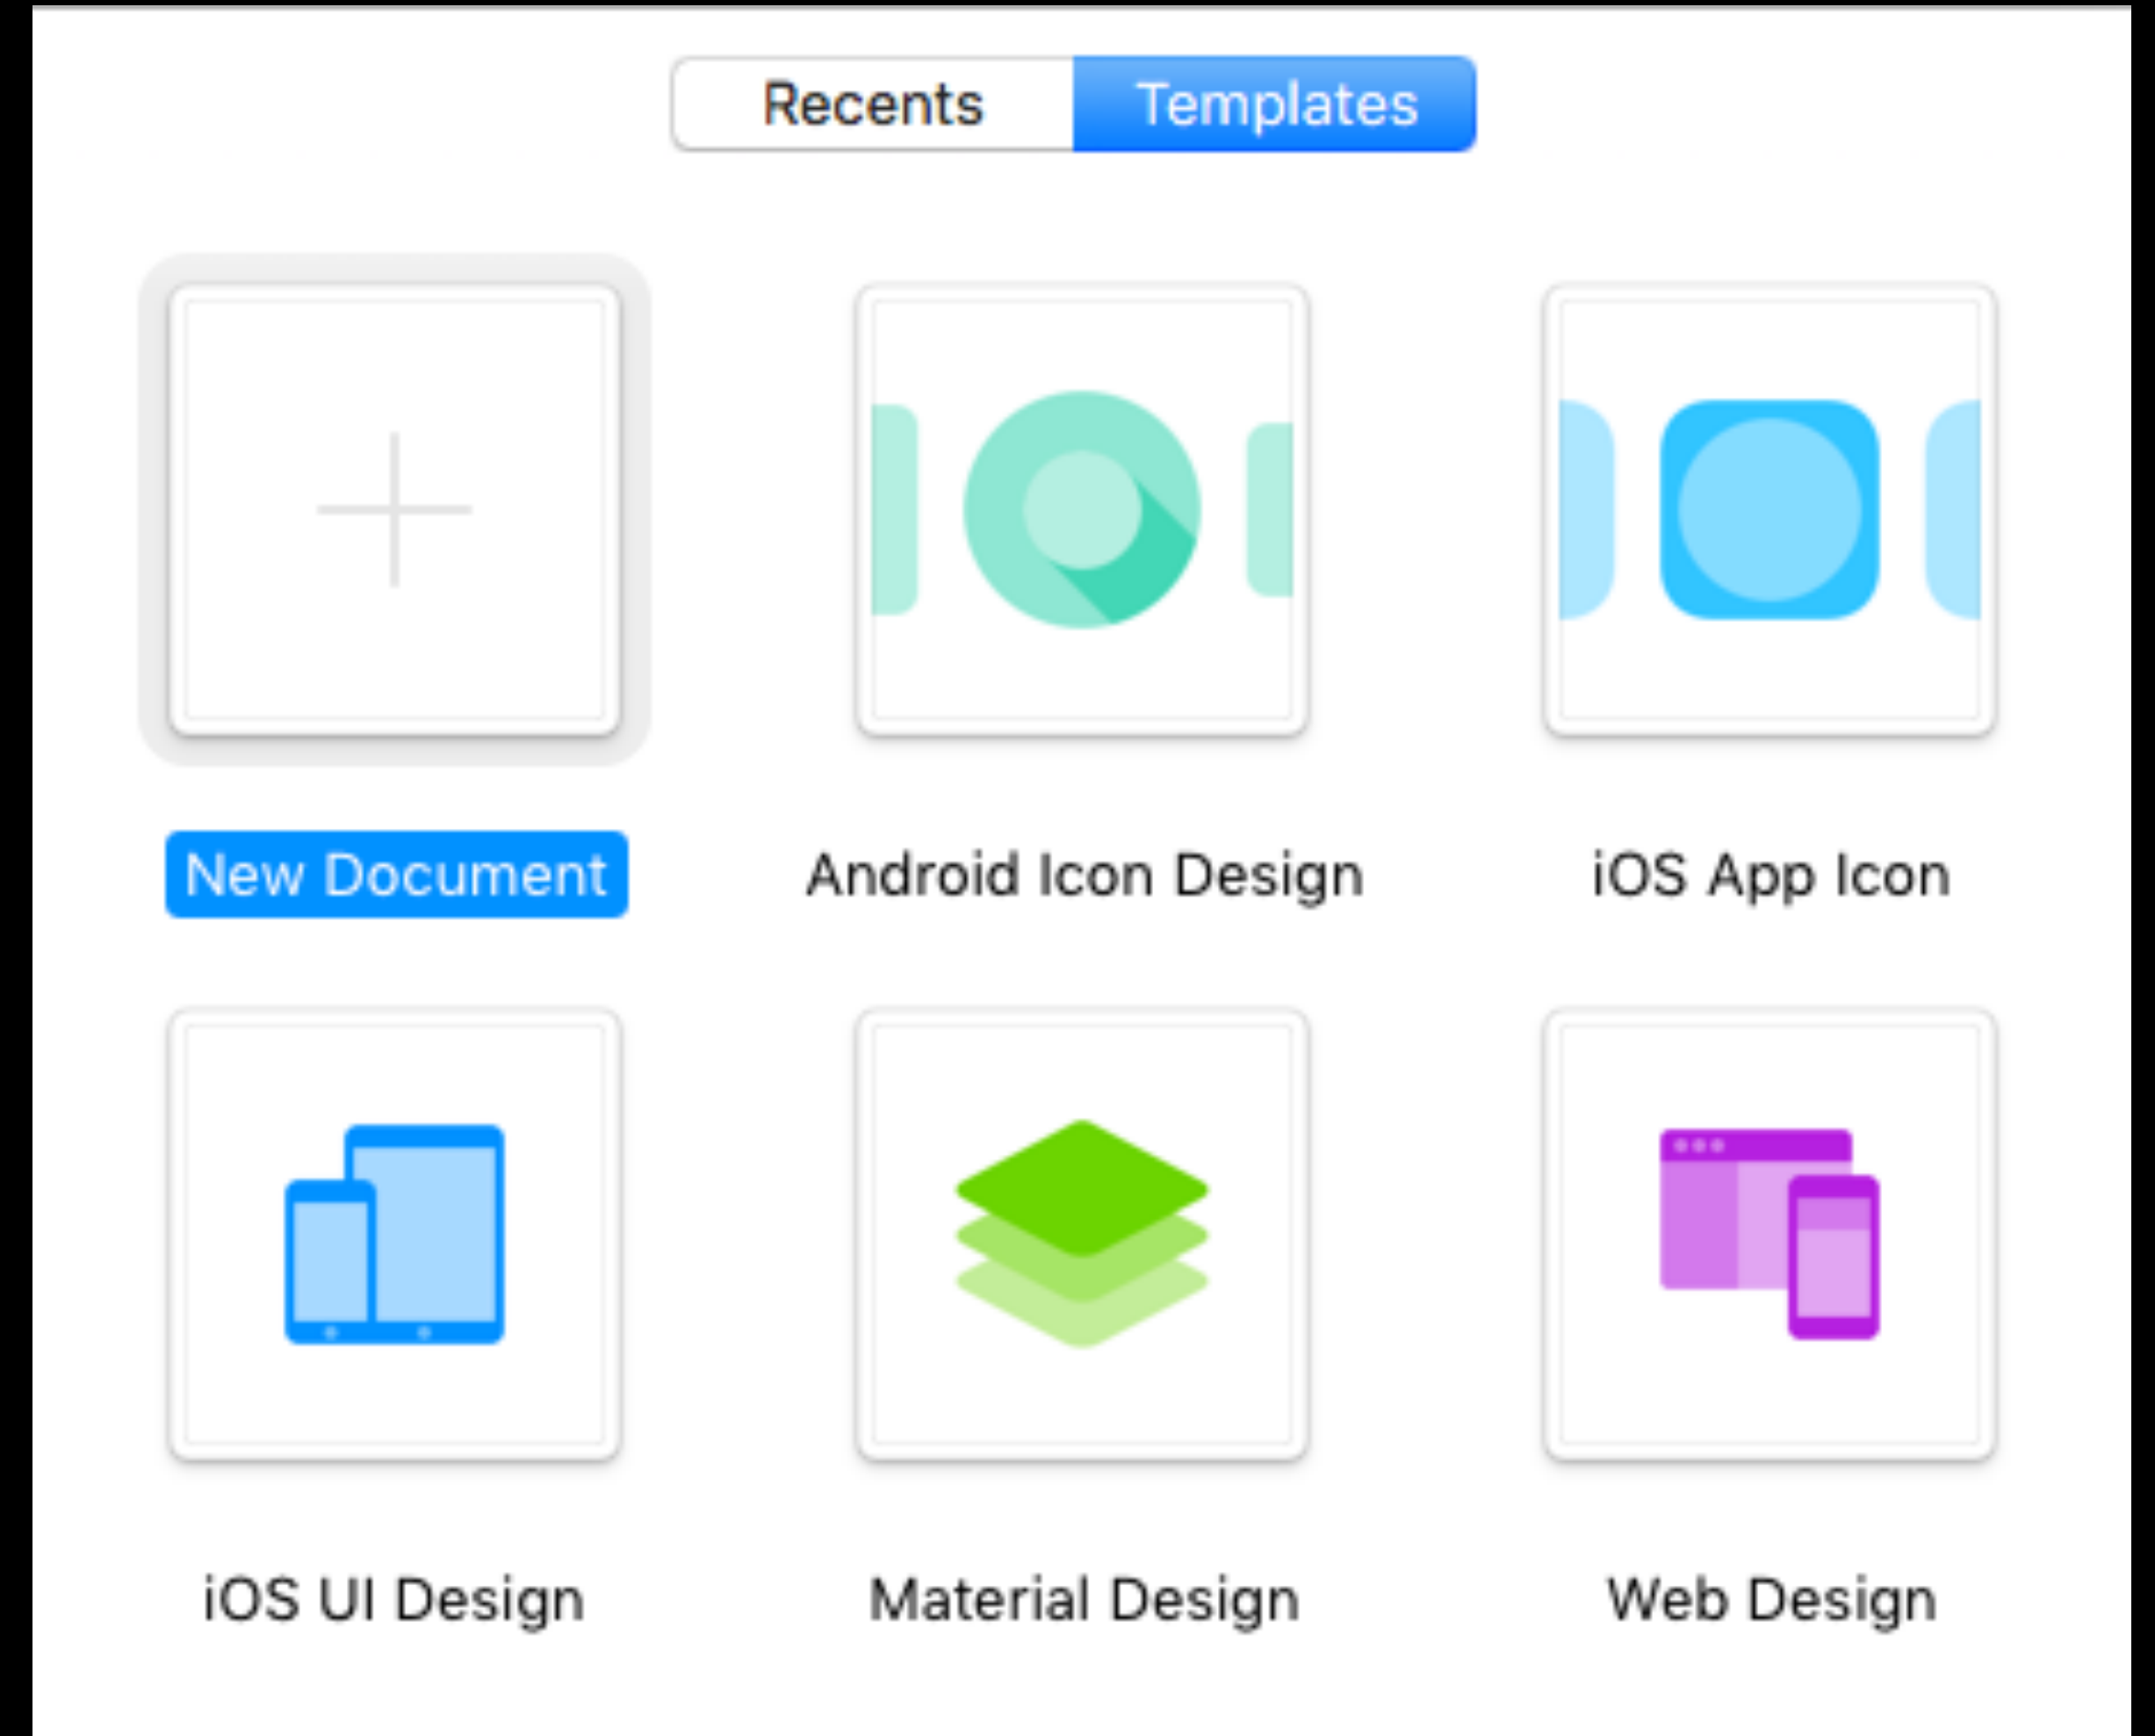 Recents Templates
New Document Android Icon Design iOS App Icon
iOS UI Design Material Design Web Design